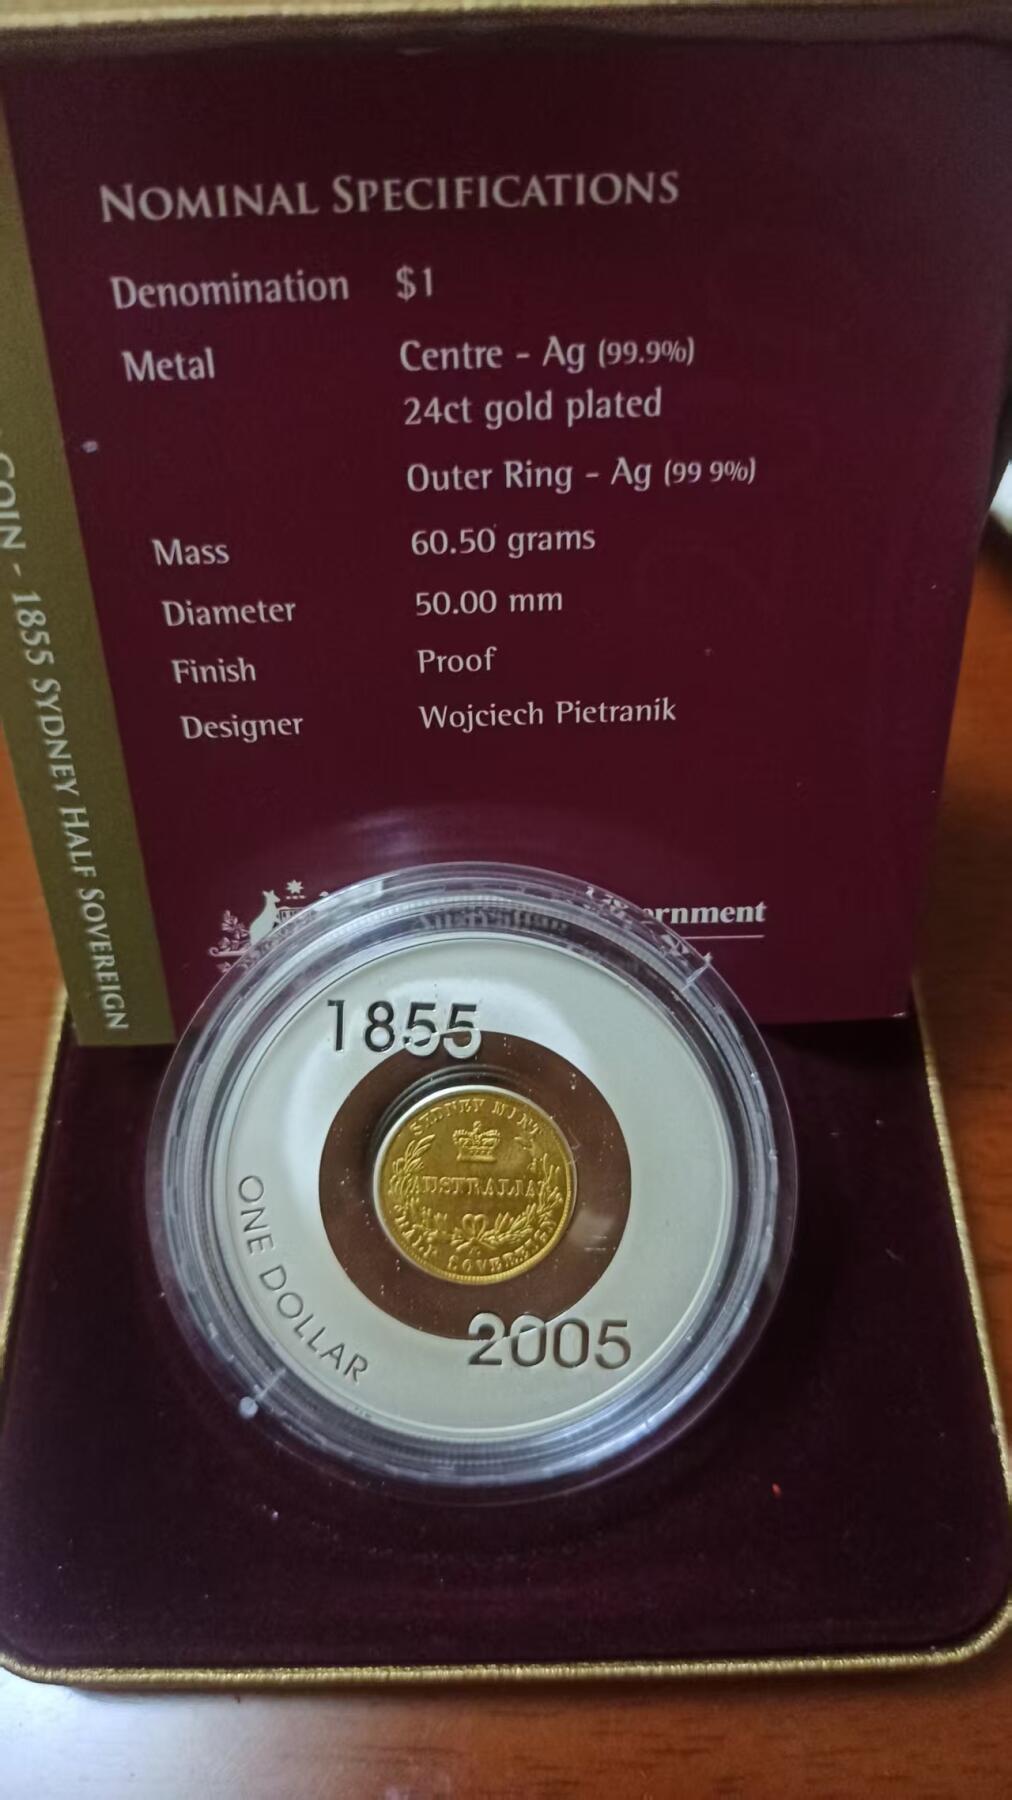 NOMINAL SPECIFICATIONS
Denomination $1
Metal Centre - Ag (99.9%)
24ct gold plated
Outer Ring - Ag (99 9%)
Mass 60.50 grams
Diameter 50.00 mm
Finish Proof
Designer Wojciech Pietranik
COIN - 1855 SYDNEY HALF SOVEREIGN
ernment
1855
SYDNEY MINT
AUSTRALIA
HALF SOVEREIGN
ONE DOLLAR
2005